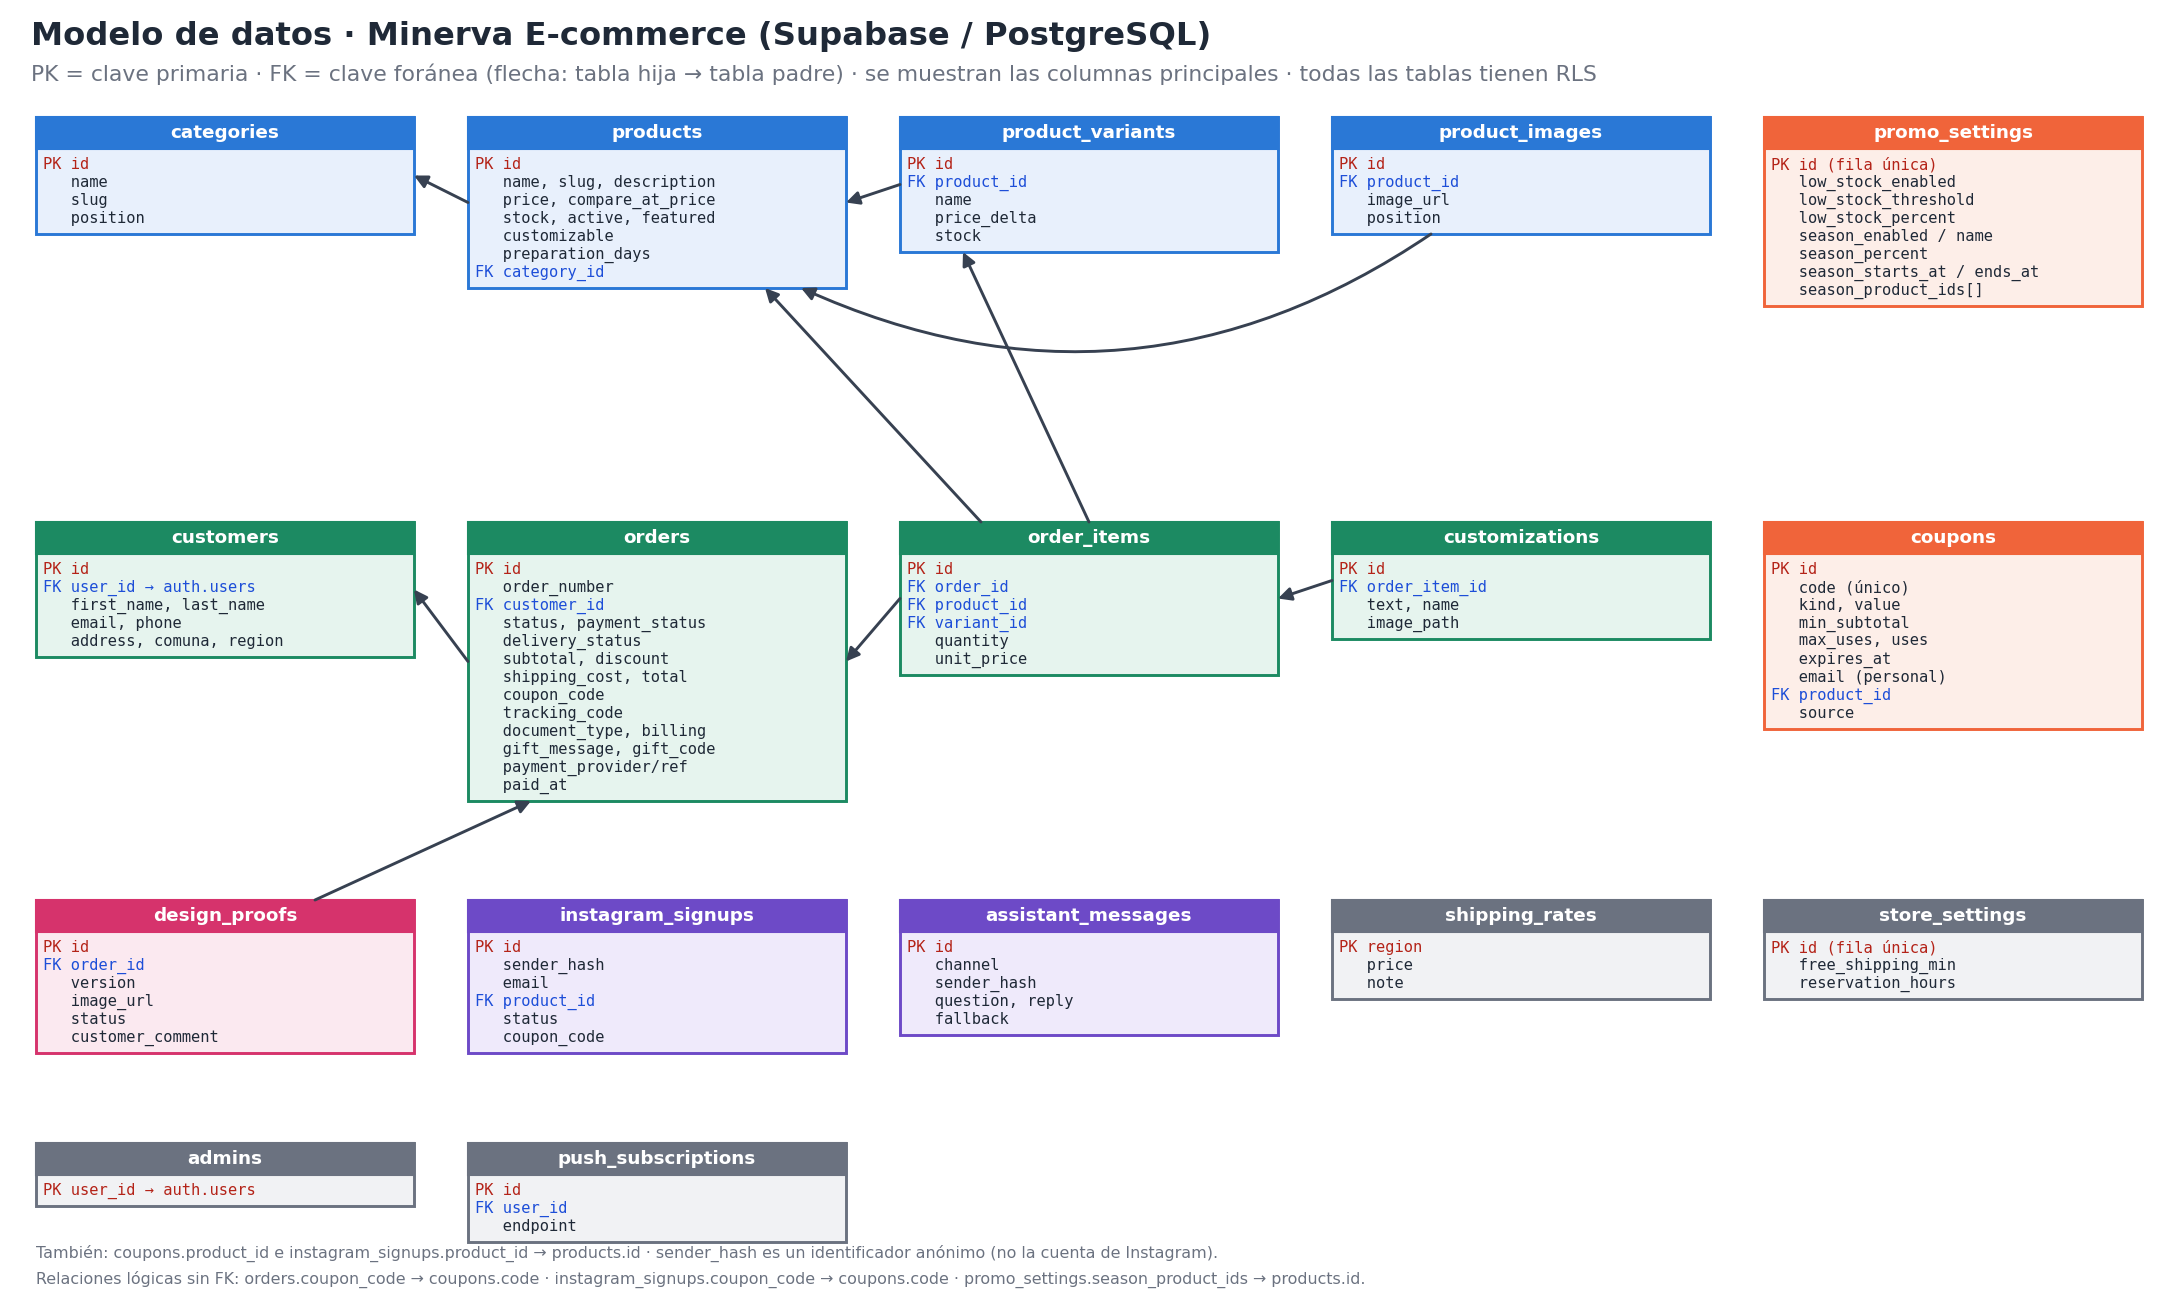 Modelo de datos · Minerva E-commerce (Supabase / PostgreSQL)
PK = clave primaria · FK = clave foránea (flecha: tabla hija → tabla padre) · se muestran las columnas principales · todas las tablas tienen RLS
categories
PK id
name
slug
position
products
PK id
name, slug, description
price, compare_at_price
stock, active, featured
customizable
preparation_days
FK category_id
product_variants
PK id
FK product_id
name
price_delta
stock
product_images
PK id
FK product_id
image_url
position
promo_settings
PK id (fila única)
low_stock_enabled
low_stock_threshold
low_stock_percent
season_enabled / name
season_percent
season_starts_at / ends_at
season_product_ids[]
customers
PK id
FK user_id → auth.users
first_name, last_name
email, phone
address, comuna, region
orders
PK id
order_number
FK customer_id
status, payment_status
delivery_status
subtotal, discount
shipping_cost, total
coupon_code
tracking_code
document_type, billing
gift_message, gift_code
payment_provider/ref
paid_at
order_items
PK id
FK order_id
FK product_id
FK variant_id
quantity
unit_price
customizations
PK id
FK order_item_id
text, name
image_path
coupons
PK id
code (único)
kind, value
min_subtotal
max_uses, uses
expires_at
email (personal)
FK product_id
source
design_proofs
PK id
FK order_id
version
image_url
status
customer_comment
instagram_signups
PK id
sender_hash
email
FK product_id
status
coupon_code
assistant_messages
PK id
channel
sender_hash
question, reply
fallback
shipping_rates
PK region
price
note
store_settings
PK id (fila única)
free_shipping_min
reservation_hours
admins
PK user_id → auth.users
push_subscriptions
PK id
FK user_id
endpoint
También: coupons.product_id e instagram_signups.product_id → products.id · sender_hash es un identificador anónimo (no la cuenta de Instagram).
Relaciones lógicas sin FK: orders.coupon_code → coupons.code · instagram_signups.coupon_code → coupons.code · promo_settings.season_product_ids → products.id.